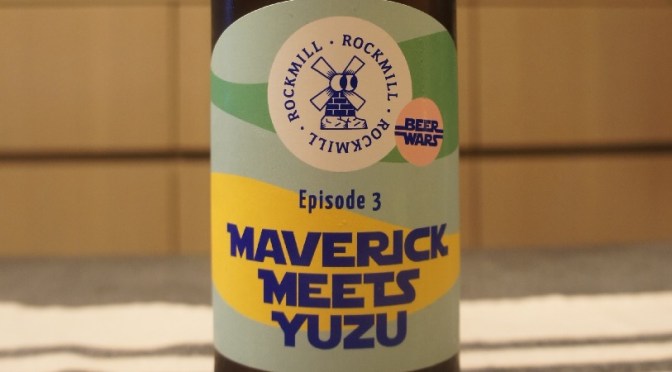 ROCKMILL · ROCKMILL · ROCKMILL ·
BEER
WARS
Episode 3
MAVERICK
MEETS
YUZU